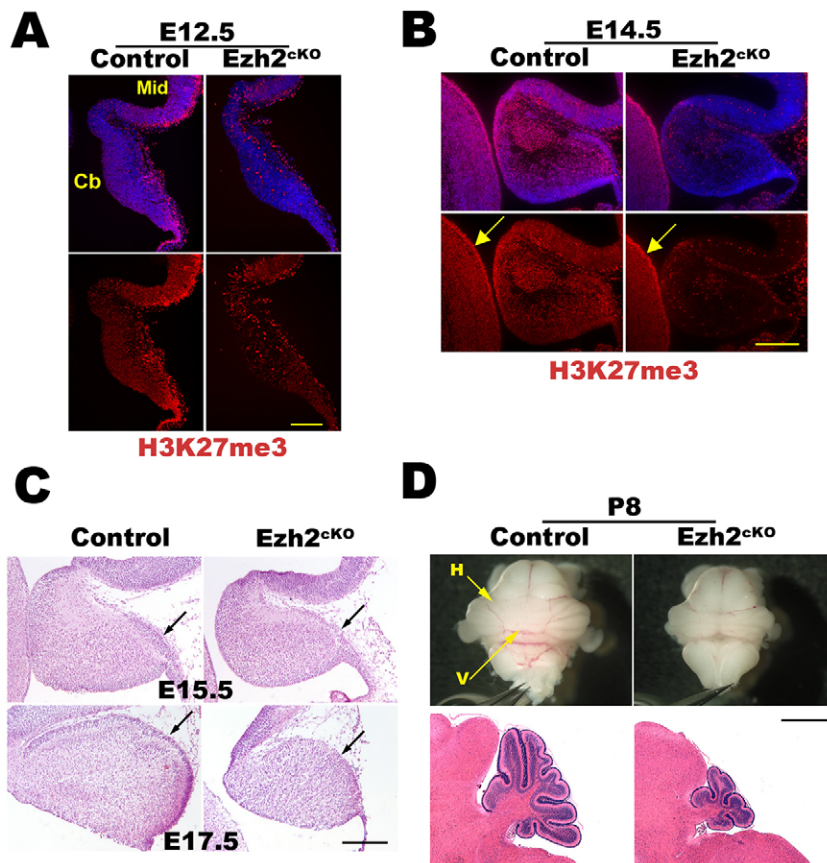 A
E12.5
Control Ezh2cKO
Mid
Cb
H3K27me3
B
E14.5
Control Ezh2cKO
H3K27me3
C
Control Ezh2cKO
E15.5
E17.5
D
P8
Control Ezh2cKO
H
V